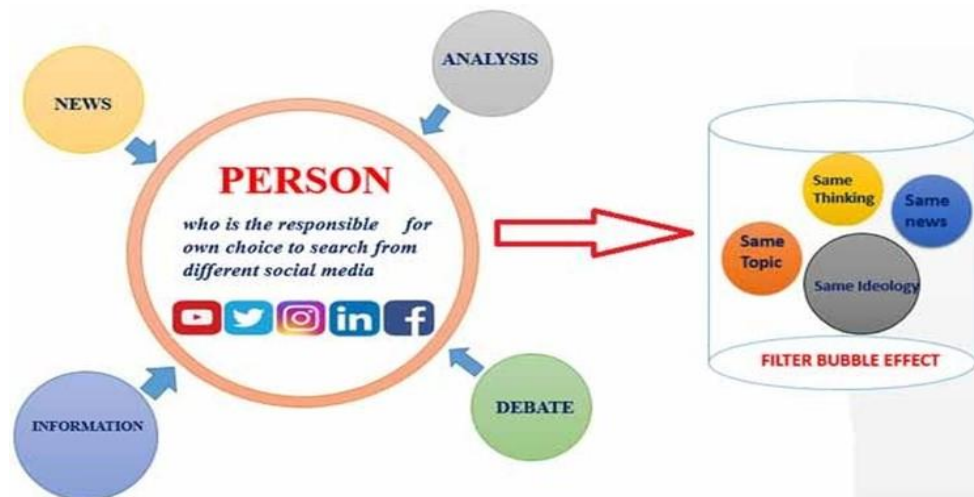 NEWS
ANALYSIS
PERSON
who is the responsible for
own choice to search from
different social media
in
f
INFORMATION
DEBATE
Same
Thinking
Same
news
Same
Topic
Same Ideology
FILTER BUBBLE EFFECT